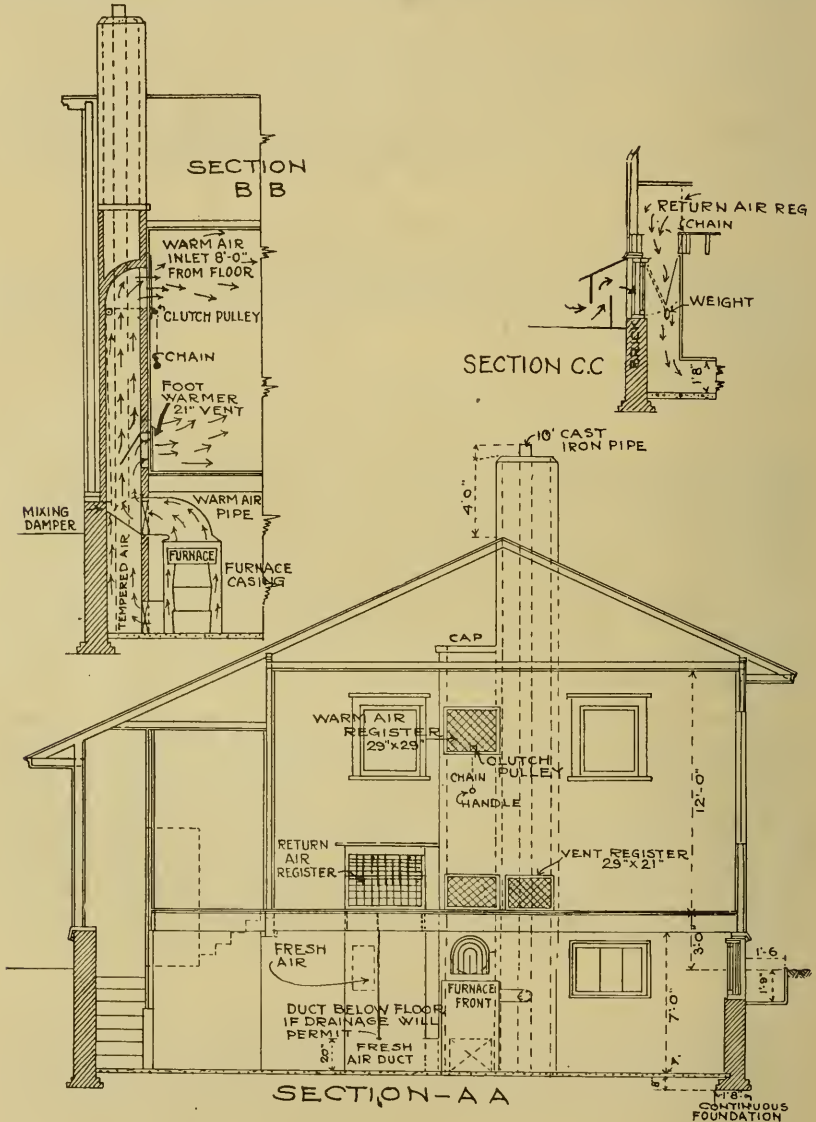 SECTION
B B
WARM AIR
INLET 8'-0"
FROM FLOOR
CLUTCH PULLEY
CHAIN
FOOT
WARMER
21" VENT
WARM AIR
PIPE
MIXING
DAMPER
TEMPERED AIR
FURNACE
FURNACE
CASING
RETURN AIR REG
CHAIN
WEIGHT
BRICK
1'8"
SECTION C.C
10' CAST
IRON PIPE
4'0"
CAP
WARM AIR
REGISTER
29"X29"
CLUTCH
PULLEY
CHAIN
HANDLE
12'-0"
RETURN
AIR
REGISTER
VENT REGISTER
29"X21"
3'-0"
1'-6
1'-9"
FRESH
AIR
FURNACE
FRONT
7'-0"
DUCT BELOW FLOOR
IF DRAINAGE WILL
PERMIT
20"
FRESH
AIR DUCT
8"
1'8"
SECTION-A A
CONTINUOUS
FOUNDATION